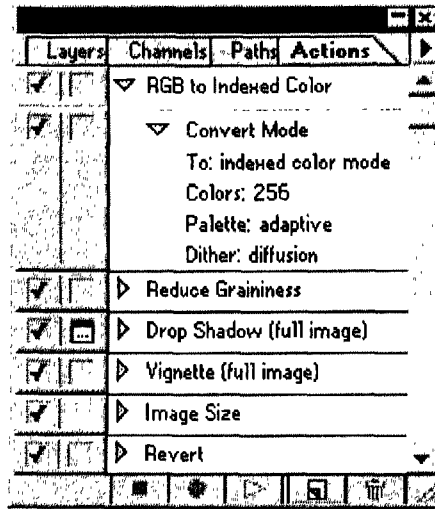 Layers Channels Paths Actions
RGB to Indexed Color
Convert Mode
To: indexed color mode
Colors: 256
Palette: adaptive
Dither: diffusion
Reduce Graininess
Drop Shadow (full image)
Vignette (full image)
Image Size
Revert